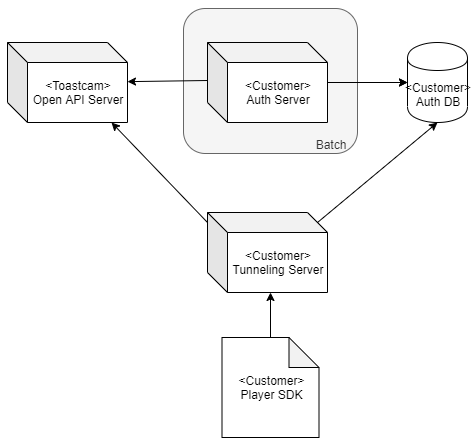 <Toastcam>
Open API Server
<Customer>
Auth Server
<Customer>
Auth DB
Batch
<Customer>
Tunneling Server
<Customer>
Player SDK